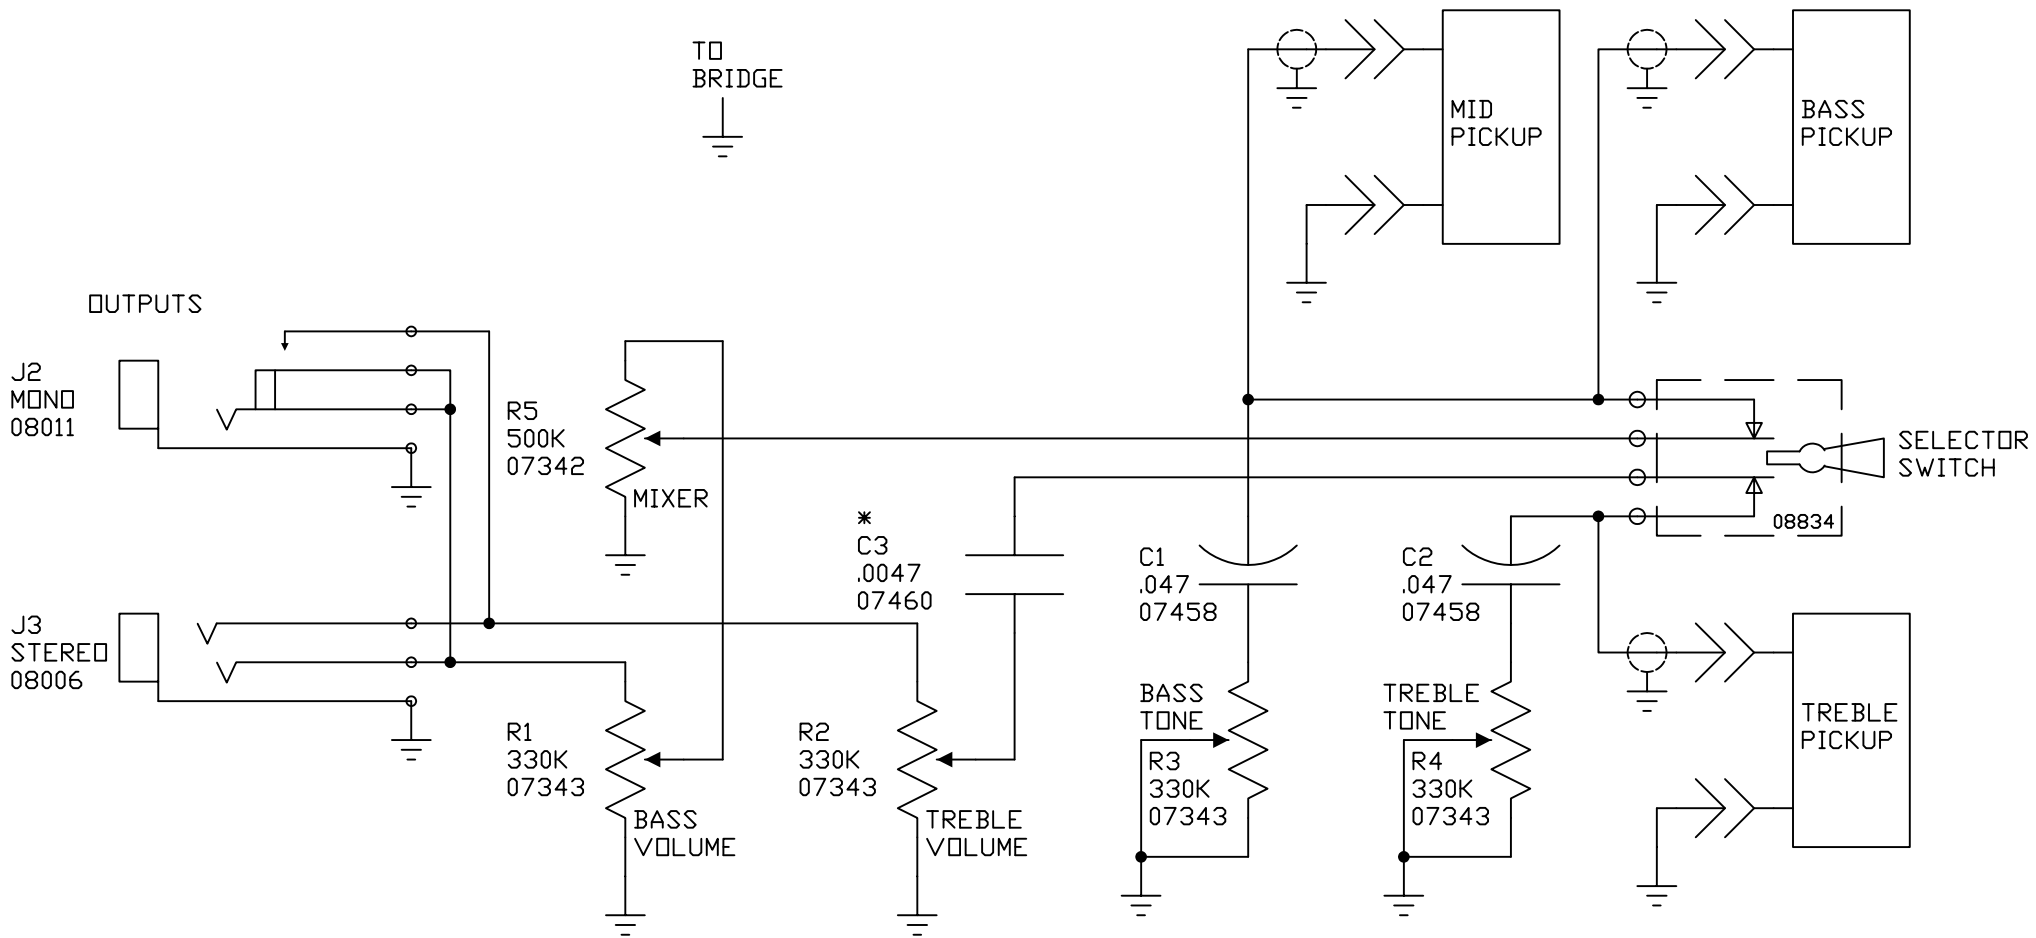 TO
BRIDGE
MID
PICKUP
BASS
PICKUP
OUTPUTS
J2
MONO
08011
R5
500K
07342
MIXER
SELECTOR
SWITCH
08834
*
C3
.0047
07460
C1
.047
07458
C2
.047
07458
J3
STEREO
08006
R1
330K
07343
BASS
VOLUME
R2
330K
07343
TREBLE
VOLUME
BASS
TONE
R3
330K
07343
TREBLE
TONE
R4
330K
07343
TREBLE
PICKUP